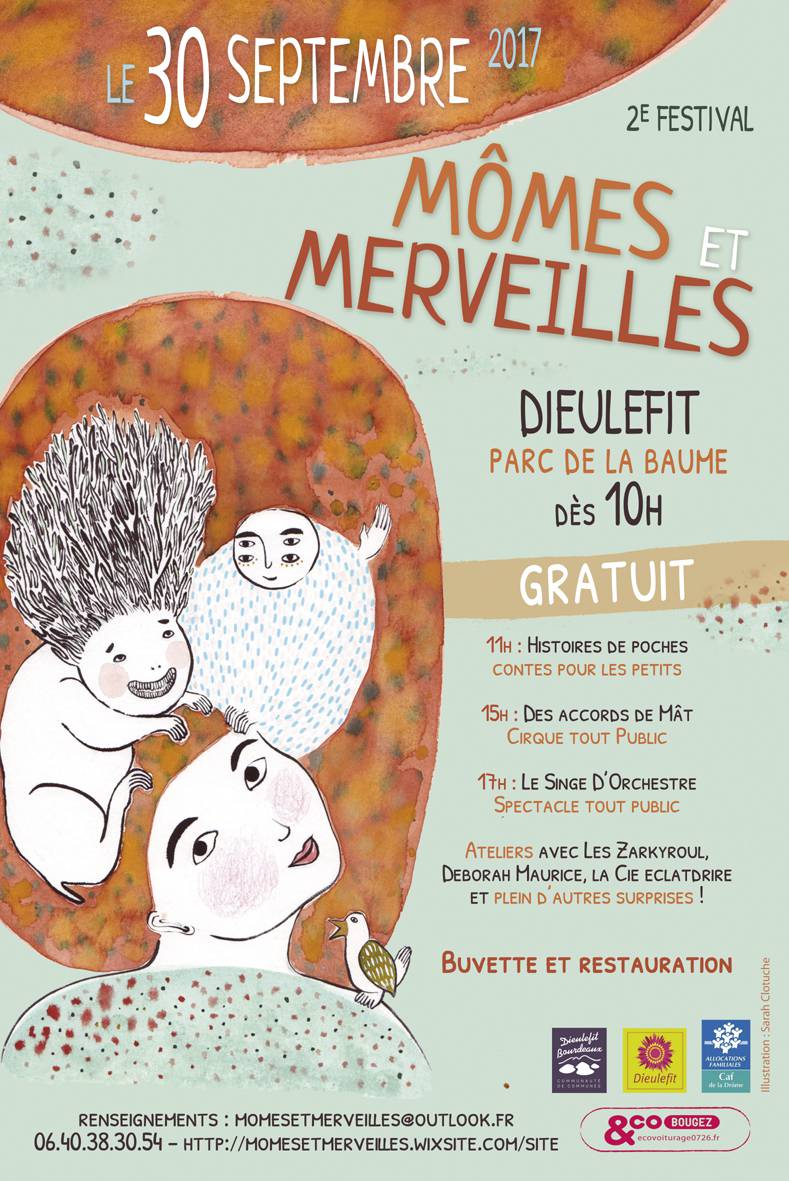 LE 30 SEPTEMBRE 2017
2E FESTIVAL
MÔMES ET
MERVEILLES
DIEULEFIT
PARC DE LA BAUME
DÈS 10H
GRATUIT
11H : HISTOIRES DE POCHES
CONTES POUR LES PETITS
15H : DES ACCORDS DE MÂT
CIRQUE TOUT PUBLIC
17H : LE SINGE D'ORCHESTRE
SPECTACLE TOUT PUBLIC
ATELIERS AVEC LES ZARKYROUL,
DEBORAH MAURICE, LA CIE ECLATDRIRE
ET PLEIN D'AUTRES SURPRISES !
BUVETTE ET RESTAURATION
Illustration : Sarah Clotuche
Dieulefit
Bourdeaux
COMMUNAUTÉ
DE COMMUNES
Dieulefit
ALLOCATIONS
FAMILIALES
Caf
de la Drôme
RENSEIGNEMENTS : MOMESETMERVEILLES@OUTLOOK.FR
06.40.38.30.54 – HTTP://MOMESETMERVEILLES.WIXSITE.COM/SITE
&CO BOUGEZ
ecovoiturage0726.fr